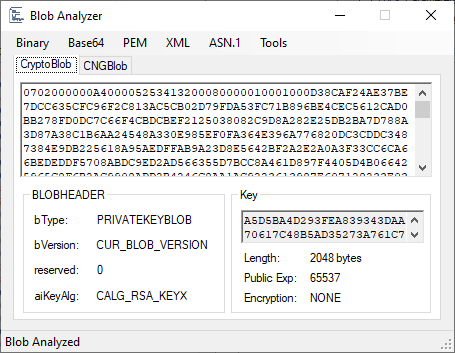 Blob Analyzer
Binary Base64 PEM XML ASN.1 Tools
CryptoBlob CNGBlob
0702000000A400005253413200080000010001000D38CAF24AE37BE
7DCC635CFC96F2C813AC5CB02D79FDA53FC71B896BE4CEC5612CAD0
BB278FD0DC7C66F4CBDCBEF2125038082C9D8A282E25DB2BA7D788A
3D87A38C1B6AA24548A330E985EF0FA364E396A776820DC3CDDC348
7384E9DB225618A95AEDFFAB9A23D8E5642BF2A2E2A0A3F33CC6CA6
6BEDEDDF5708ABDC9ED2AD566355D7BCC8A461D897F4405D4B06642
BLOBHEADER
bType: PRIVATEKEYBLOB
bVersion: CUR_BLOB_VERSION
reserved: 0
aiKeyAlg: CALG_RSA_KEYX
Key
A5D5BA4D293FEA839343DAA
70617C48B5AD35273A761C7
Length: 2048 bytes
Public Exp: 65537
Encryption: NONE
Blob Analyzed